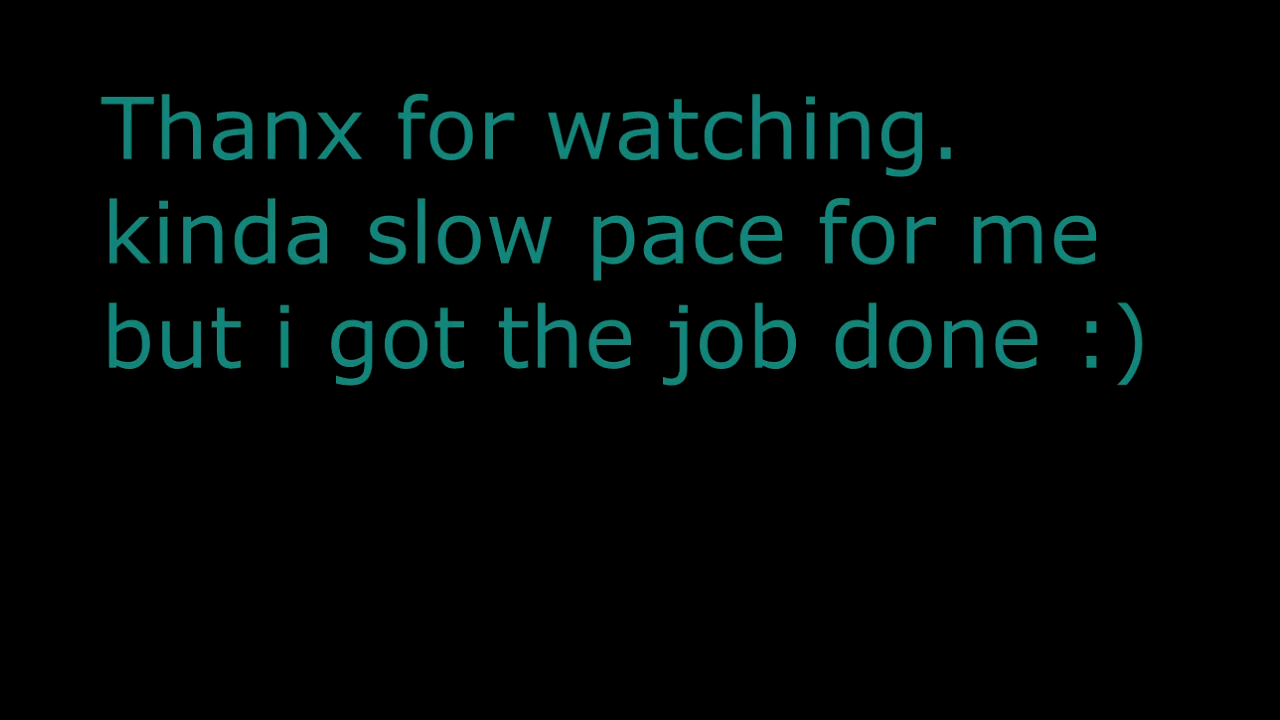 Thanx for watching.
kinda slow pace for me
but i got the job done :)